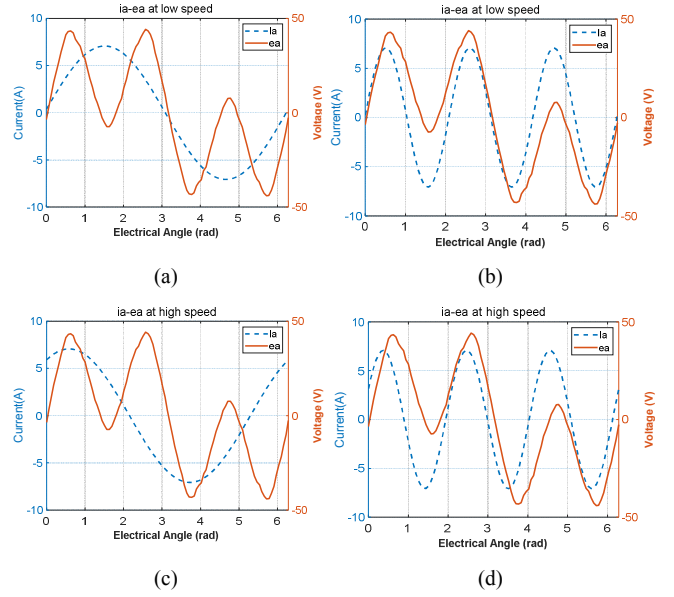 ia-ea at low speed
10
5
0
-5
-10
Current(A)
50
0
-50
Voltage (V)
Ia
ea
0 1 2 3 4 5 6
Electrical Angle (rad)
(a)
ia-ea at low speed
10
5
0
-5
-10
Current(A)
50
0
-50
Voltage (V)
Ia
ea
0 1 2 3 4 5 6
Electrical Angle (rad)
(b)
ia-ea at high speed
10
5
0
-5
-10
Current(A)
50
0
-50
Voltage (V)
Ia
ea
0 1 2 3 4 5 6
Electrical Angle (rad)
(c)
ia-ea at high speed
10
5
0
-5
-10
Current(A)
50
0
-50
Voltage (V)
Ia
ea
0 1 2 3 4 5 6
Electrical Angle (rad)
(d)